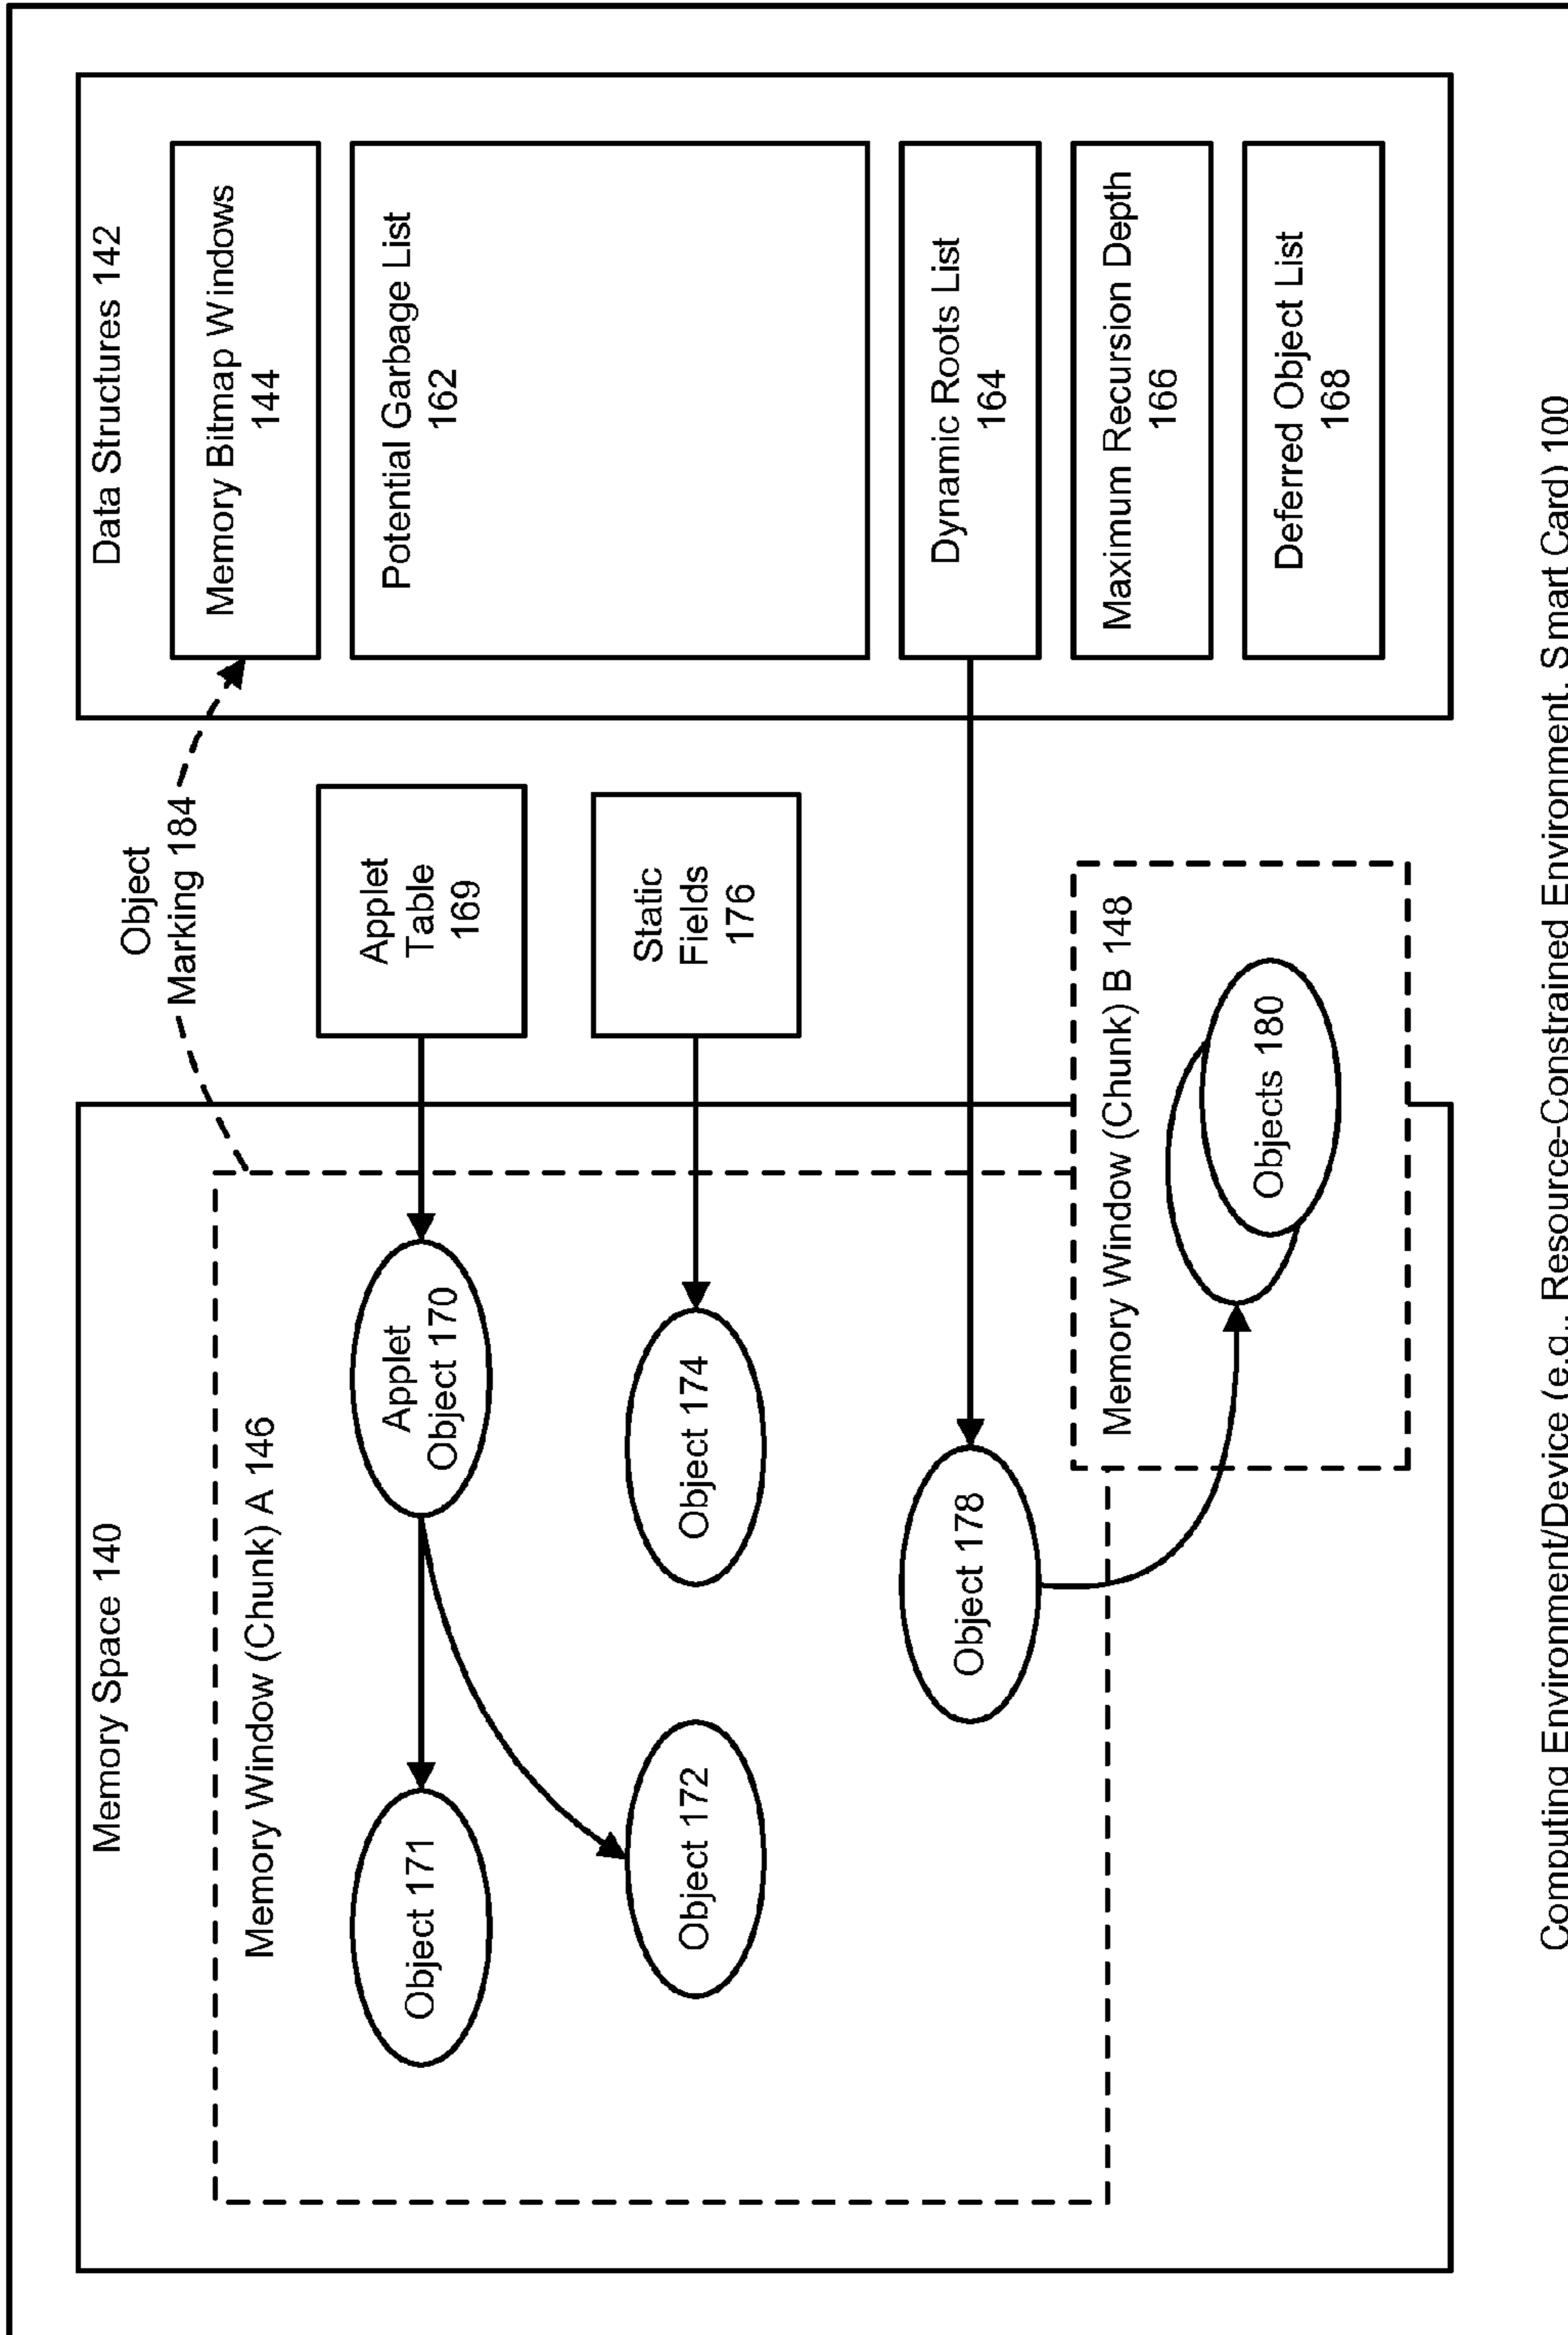 Memory Space 140
Memory Window (Chunk) A 146
Object 171
Applet
Object 170
Object 172
Object 174
Object 178
Memory Window (Chunk) B 148
Objects 180
Object
Marking 184
Applet
Table
169
Static
Fields
176
Data Structures 142
Memory Bitmap Windows
144
Potential Garbage List
162
Dynamic Roots List
164
Maximum Recursion Depth
166
Deferred Object List
168
Computing Environment/Device (e.g., Resource-Constrained Environment, Smart Card) 100